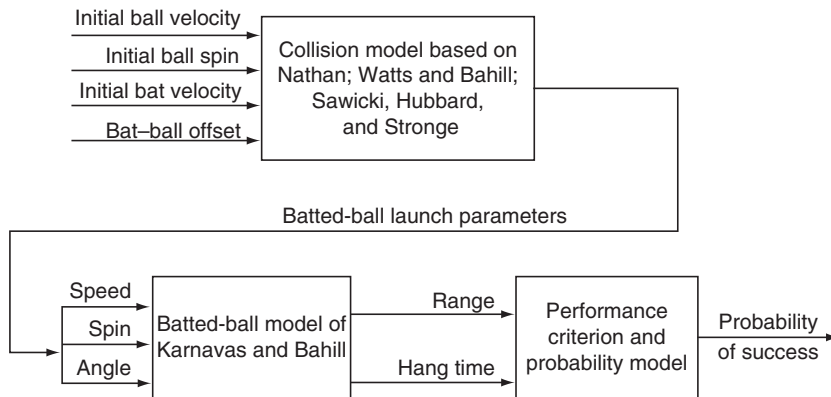 Initial ball velocity
Initial ball spin
Initial bat velocity
Bat–ball offset
Collision model based on
Nathan; Watts and Bahill;
Sawicki, Hubbard,
and Stronge
Batted-ball launch parameters
Speed
Spin
Angle
Batted-ball model of
Karnavas and Bahill
Range
Hang time
Performance
criterion and
probability model
Probability
of success